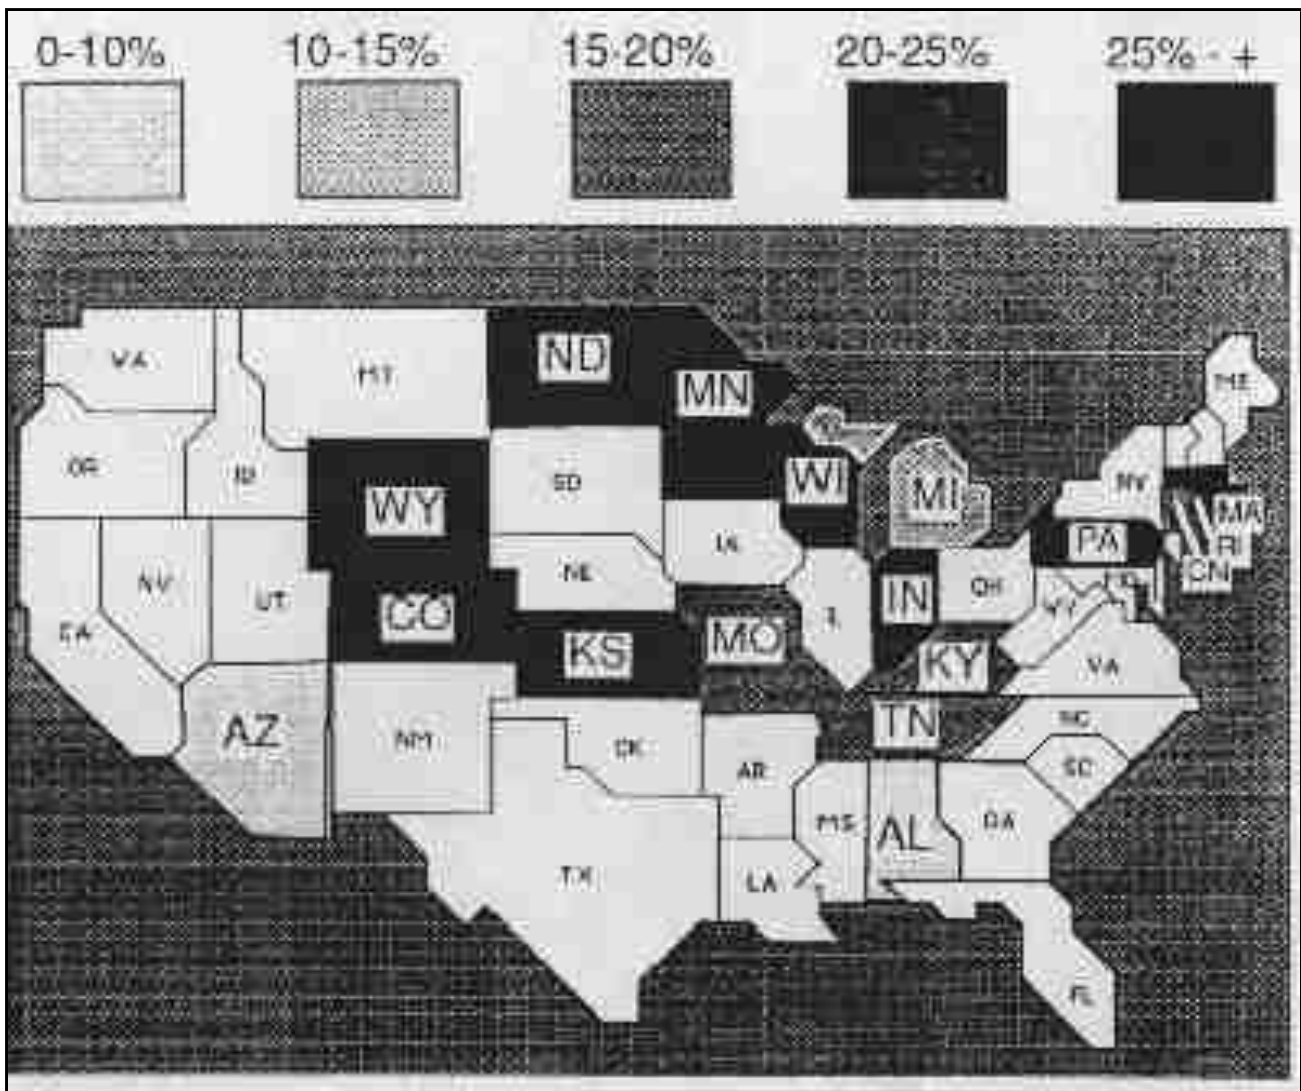 0-10% 10-15% 15-20% 20-25% 25% - +
ND
WA MT MN ME
OR ID WY SD WI MI NY
IA PA MA
RI
NV UT NE IN OH CN
CA CO KS MO IL KY VA
AZ NM OK TN NC
AR SC
MS AL GA
TX LA
FL